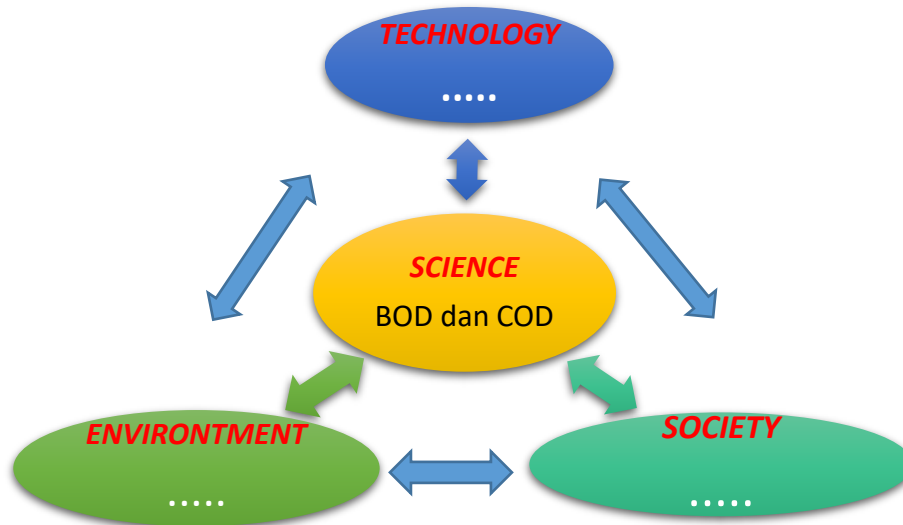 TECHNOLOGY
.....
SCIENCE
BOD dan COD
ENVIRONTMENT
.....
SOCIETY
.....